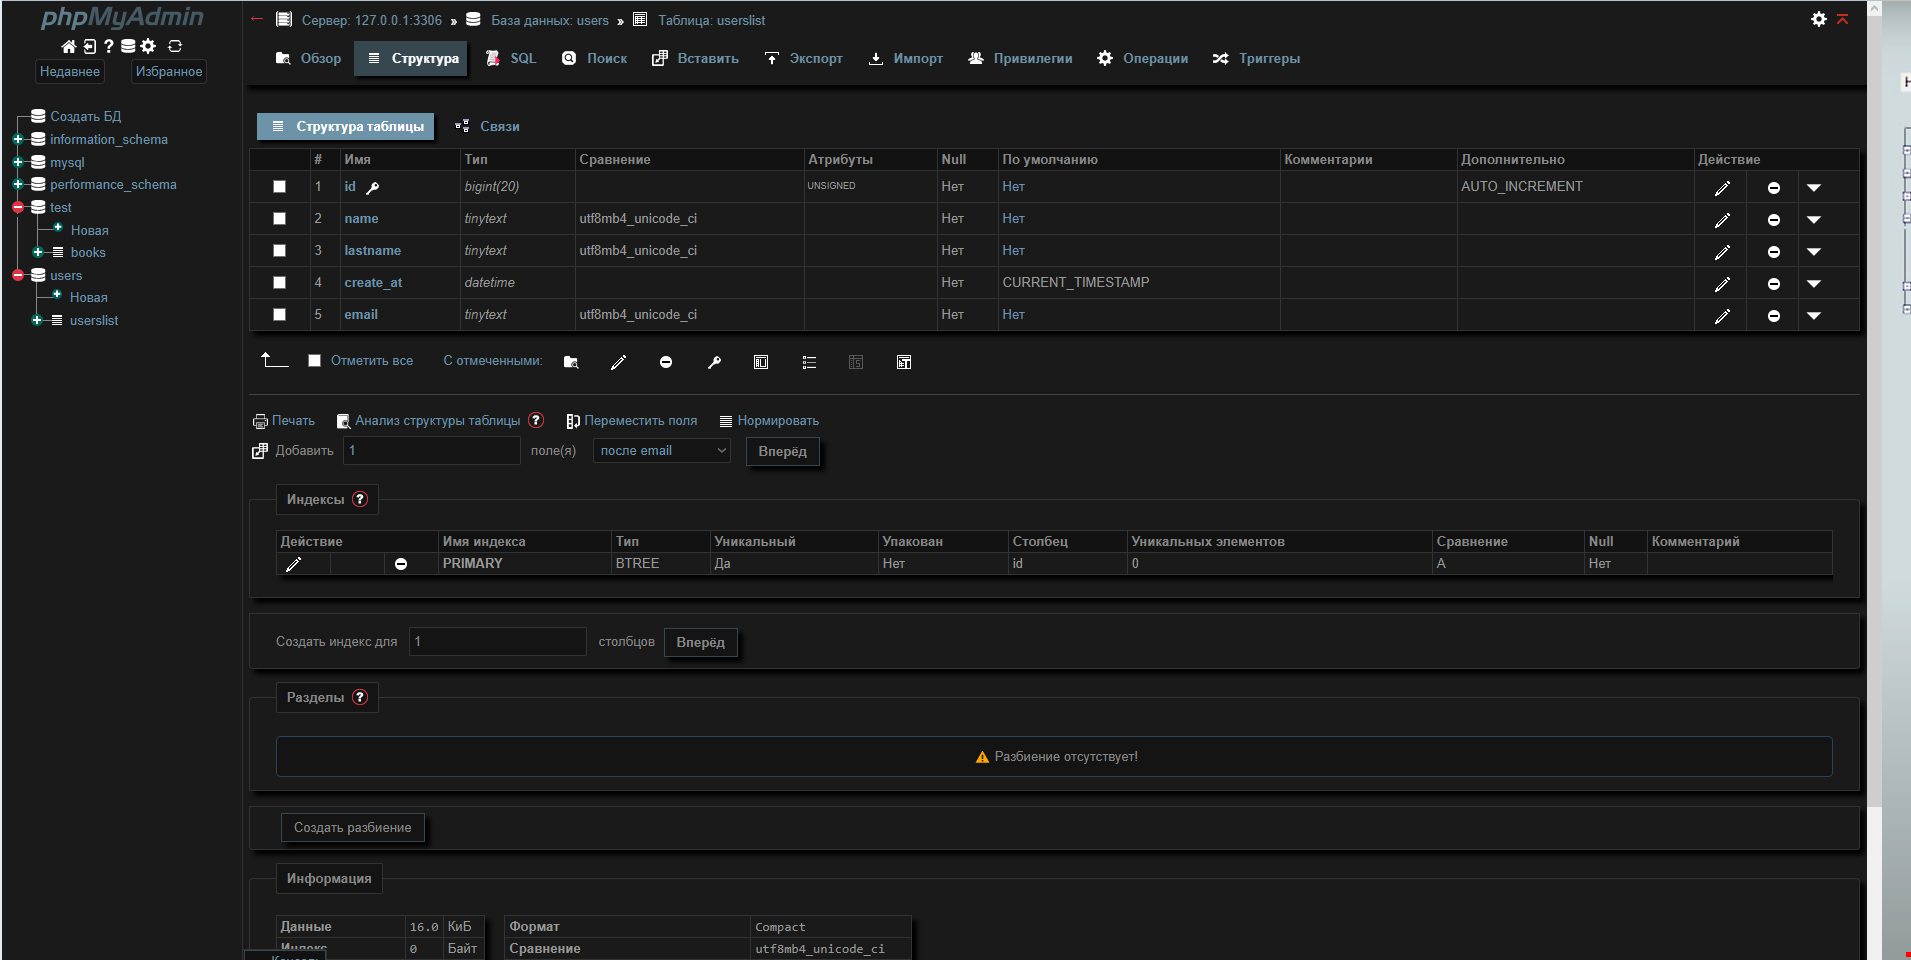 phpMyAdmin
Недавнее Избранное
Создать БД
information_schema
mysql
performance_schema
test
Новая
books
users
Новая
userslist
Сервер: 127.0.0.1:3306 » База данных: users » Таблица: userslist
Обзор Структура SQL Поиск Вставить Экспорт Импорт Привилегии Операции Триггеры
Структура таблицы Связи
# Имя Тип Сравнение Атрибуты Null По умолчанию Комментарии Дополнительно Действие
1 id bigint(20) UNSIGNED Нет Нет AUTO_INCREMENT
2 name tinytext utf8mb4_unicode_ci Нет Нет
3 lastname tinytext utf8mb4_unicode_ci Нет Нет
4 create_at datetime Нет CURRENT_TIMESTAMP
5 email tinytext utf8mb4_unicode_ci Нет Нет
Отметить все С отмеченными:
Печать Анализ структуры таблицы ? Переместить поля Нормировать
Добавить 1 поле(я) после email Вперёд
Индексы ?
Действие Имя индекса Тип Уникальный Упакован Столбец Уникальных элементов Сравнение Null Комментарий
PRIMARY BTREE Да Нет id 0 A Нет
Создать индекс для 1 столбцов Вперёд
Разделы ?
Разбиение отсутствует!
Создать разбиение
Информация
Данные 16.0 КиБ Формат Compact
Индекс 0 Байт Сравнение utf8mb4_unicode_ci